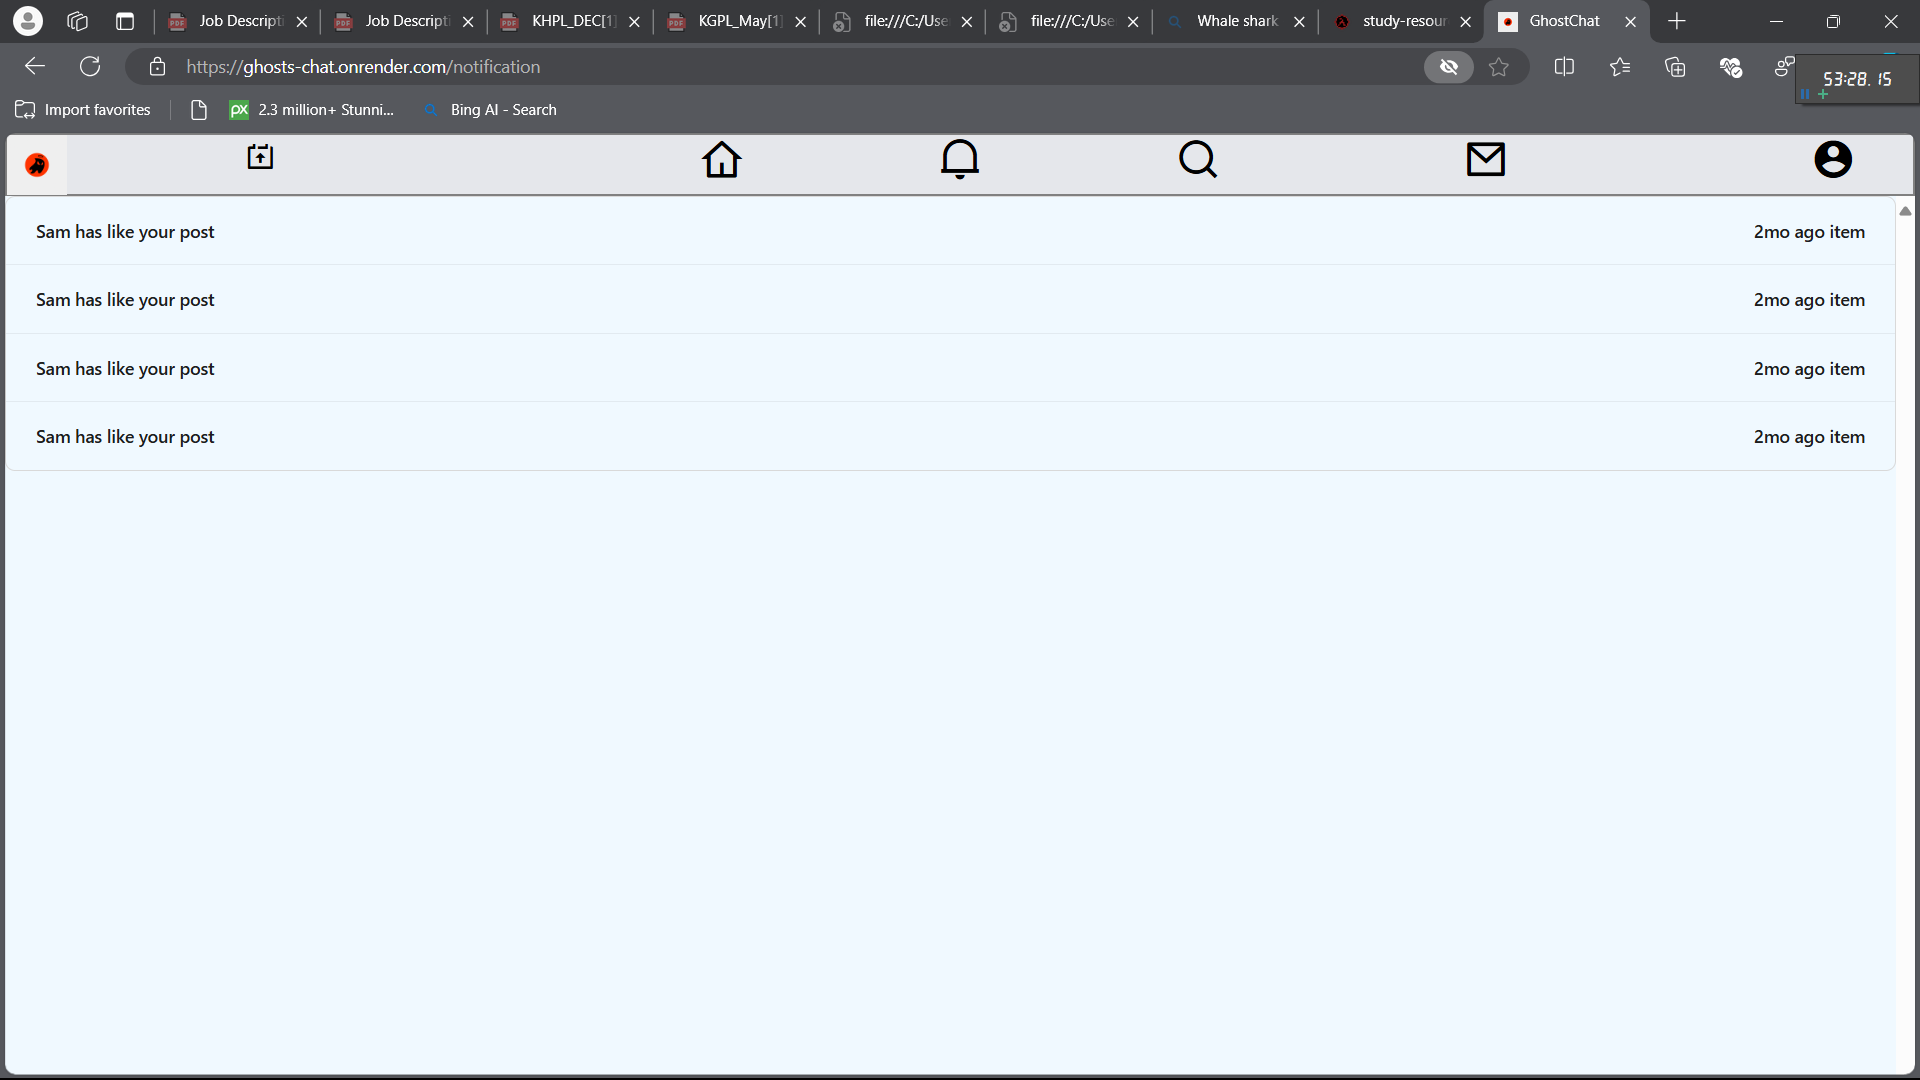 Job Descripti
Job Descripti
KHPL_DEC[1]
KGPL_May[1]
file:///C:/Use
file:///C:/Use
Whale shark
study-resour
GhostChat
https://ghosts-chat.onrender.com/notification
53:28. 15
Import favorites
px 2.3 million+ Stunni...
Bing AI - Search
Sam has like your post 2mo ago item
Sam has like your post 2mo ago item
Sam has like your post 2mo ago item
Sam has like your post 2mo ago item